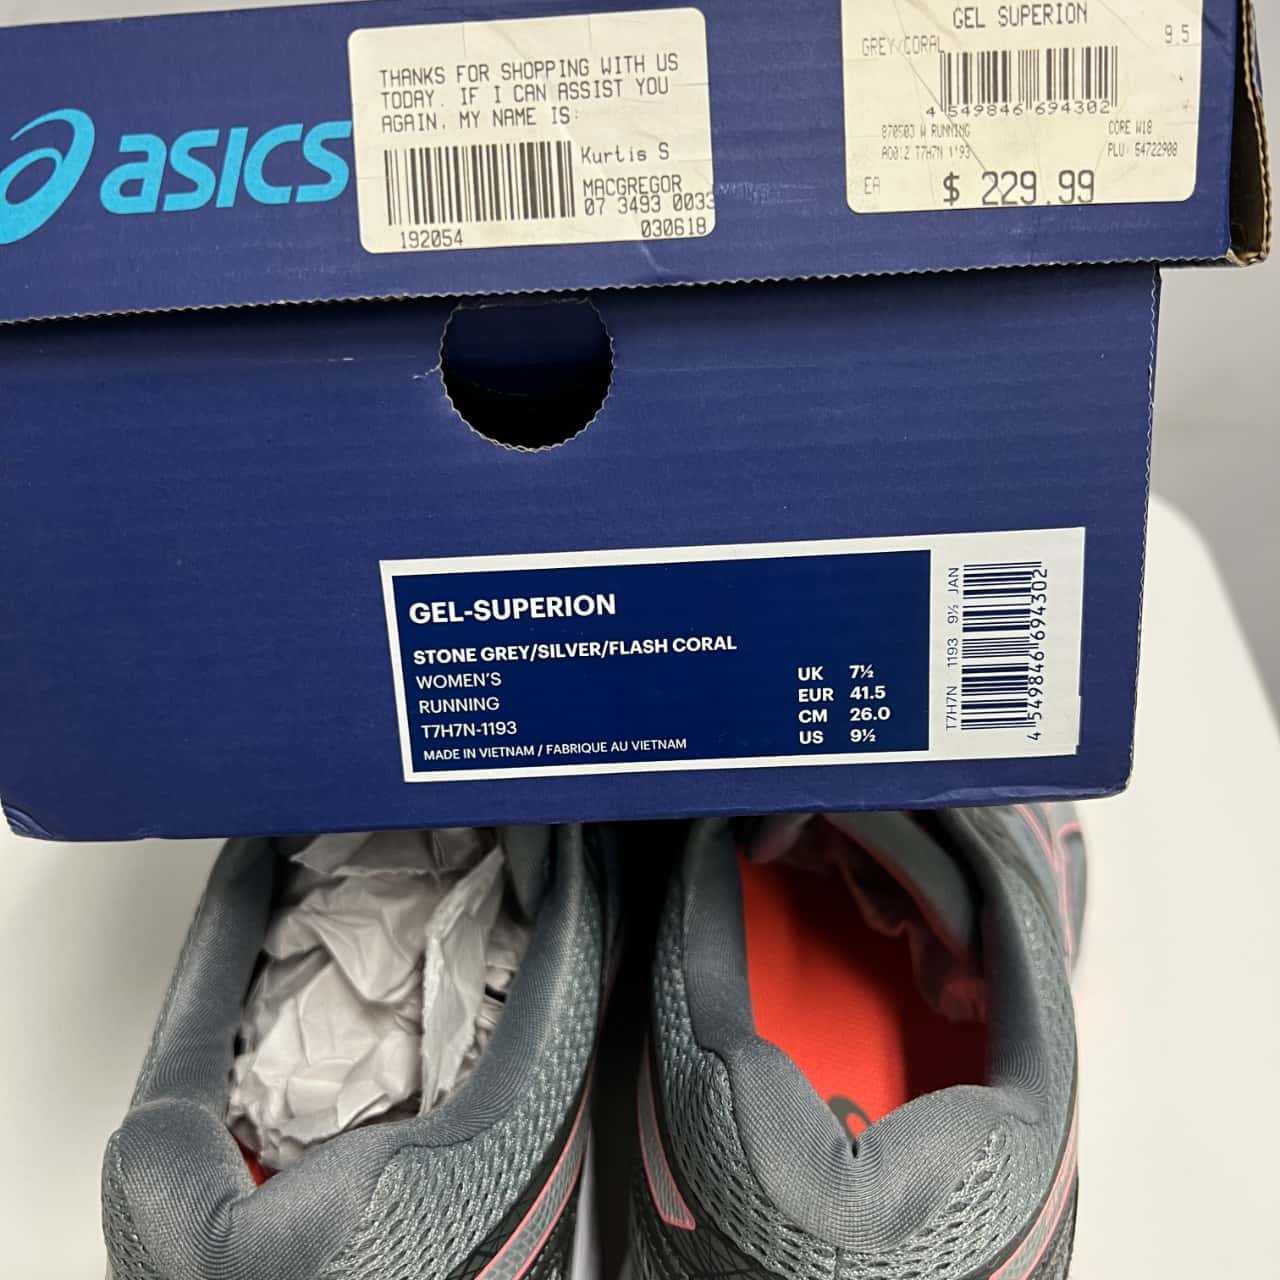 asics
THANKS FOR SHOPPING WITH US
TODAY. IF I CAN ASSIST YOU
AGAIN, MY NAME IS:
Kurtis S
MACGREGOR
07 3493 0033
192054 030618
GEL SUPERION
GREY/CORAL 9.5
4 549846 694302
870503 W RUNNING CORE W18
T7H7N 1193 PLU: 54722908
EA $ 229.99
GEL-SUPERION
STONE GREY/SILVER/FLASH CORAL
WOMEN'S
RUNNING
T7H7N-1193
MADE IN VIETNAM / FABRIQUE AU VIETNAM
UK 7½
EUR 41.5
CM 26.0
US 9½
T7H7N 1193 9½ JAN
4 549846 694302